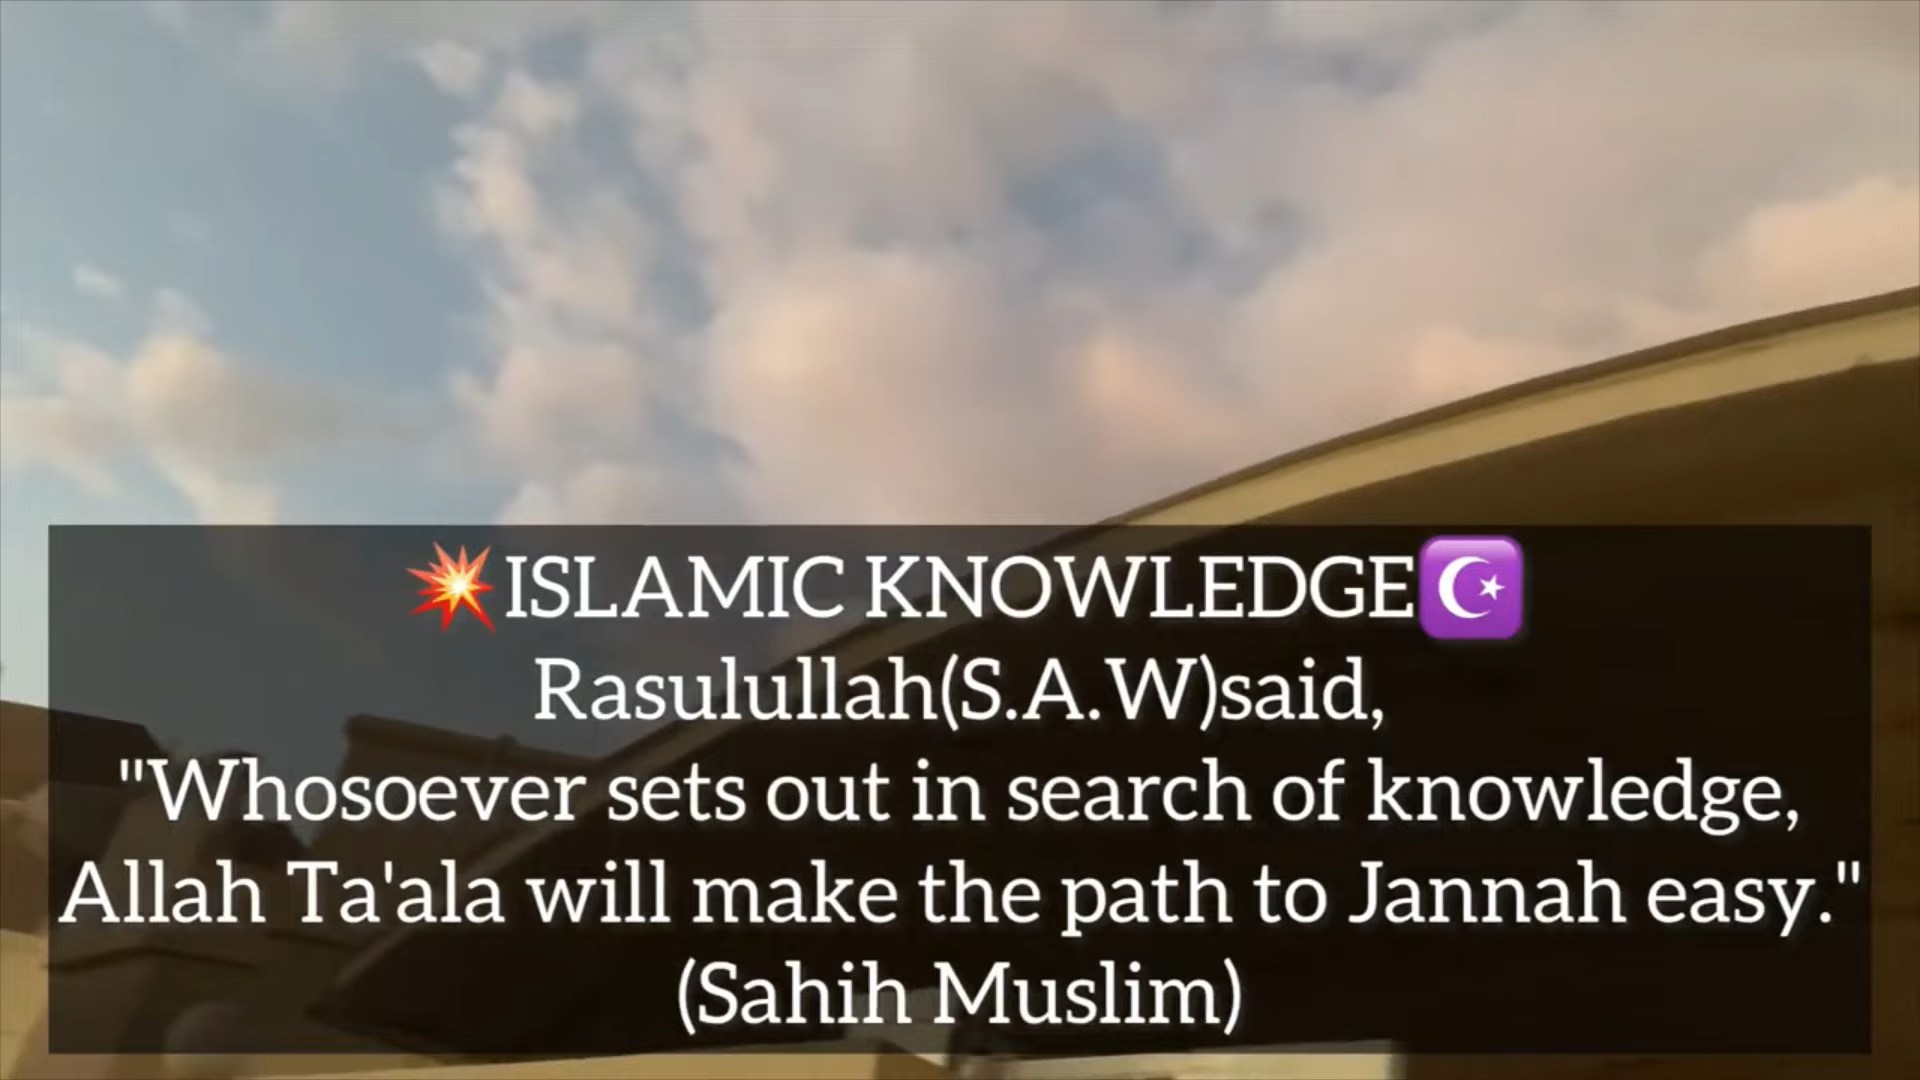 💥ISLAMIC KNOWLEDGE☪️
Rasulullah(S.A.W)said,
"Whosoever sets out in search of knowledge,
Allah Ta'ala will make the path to Jannah easy."
(Sahih Muslim)